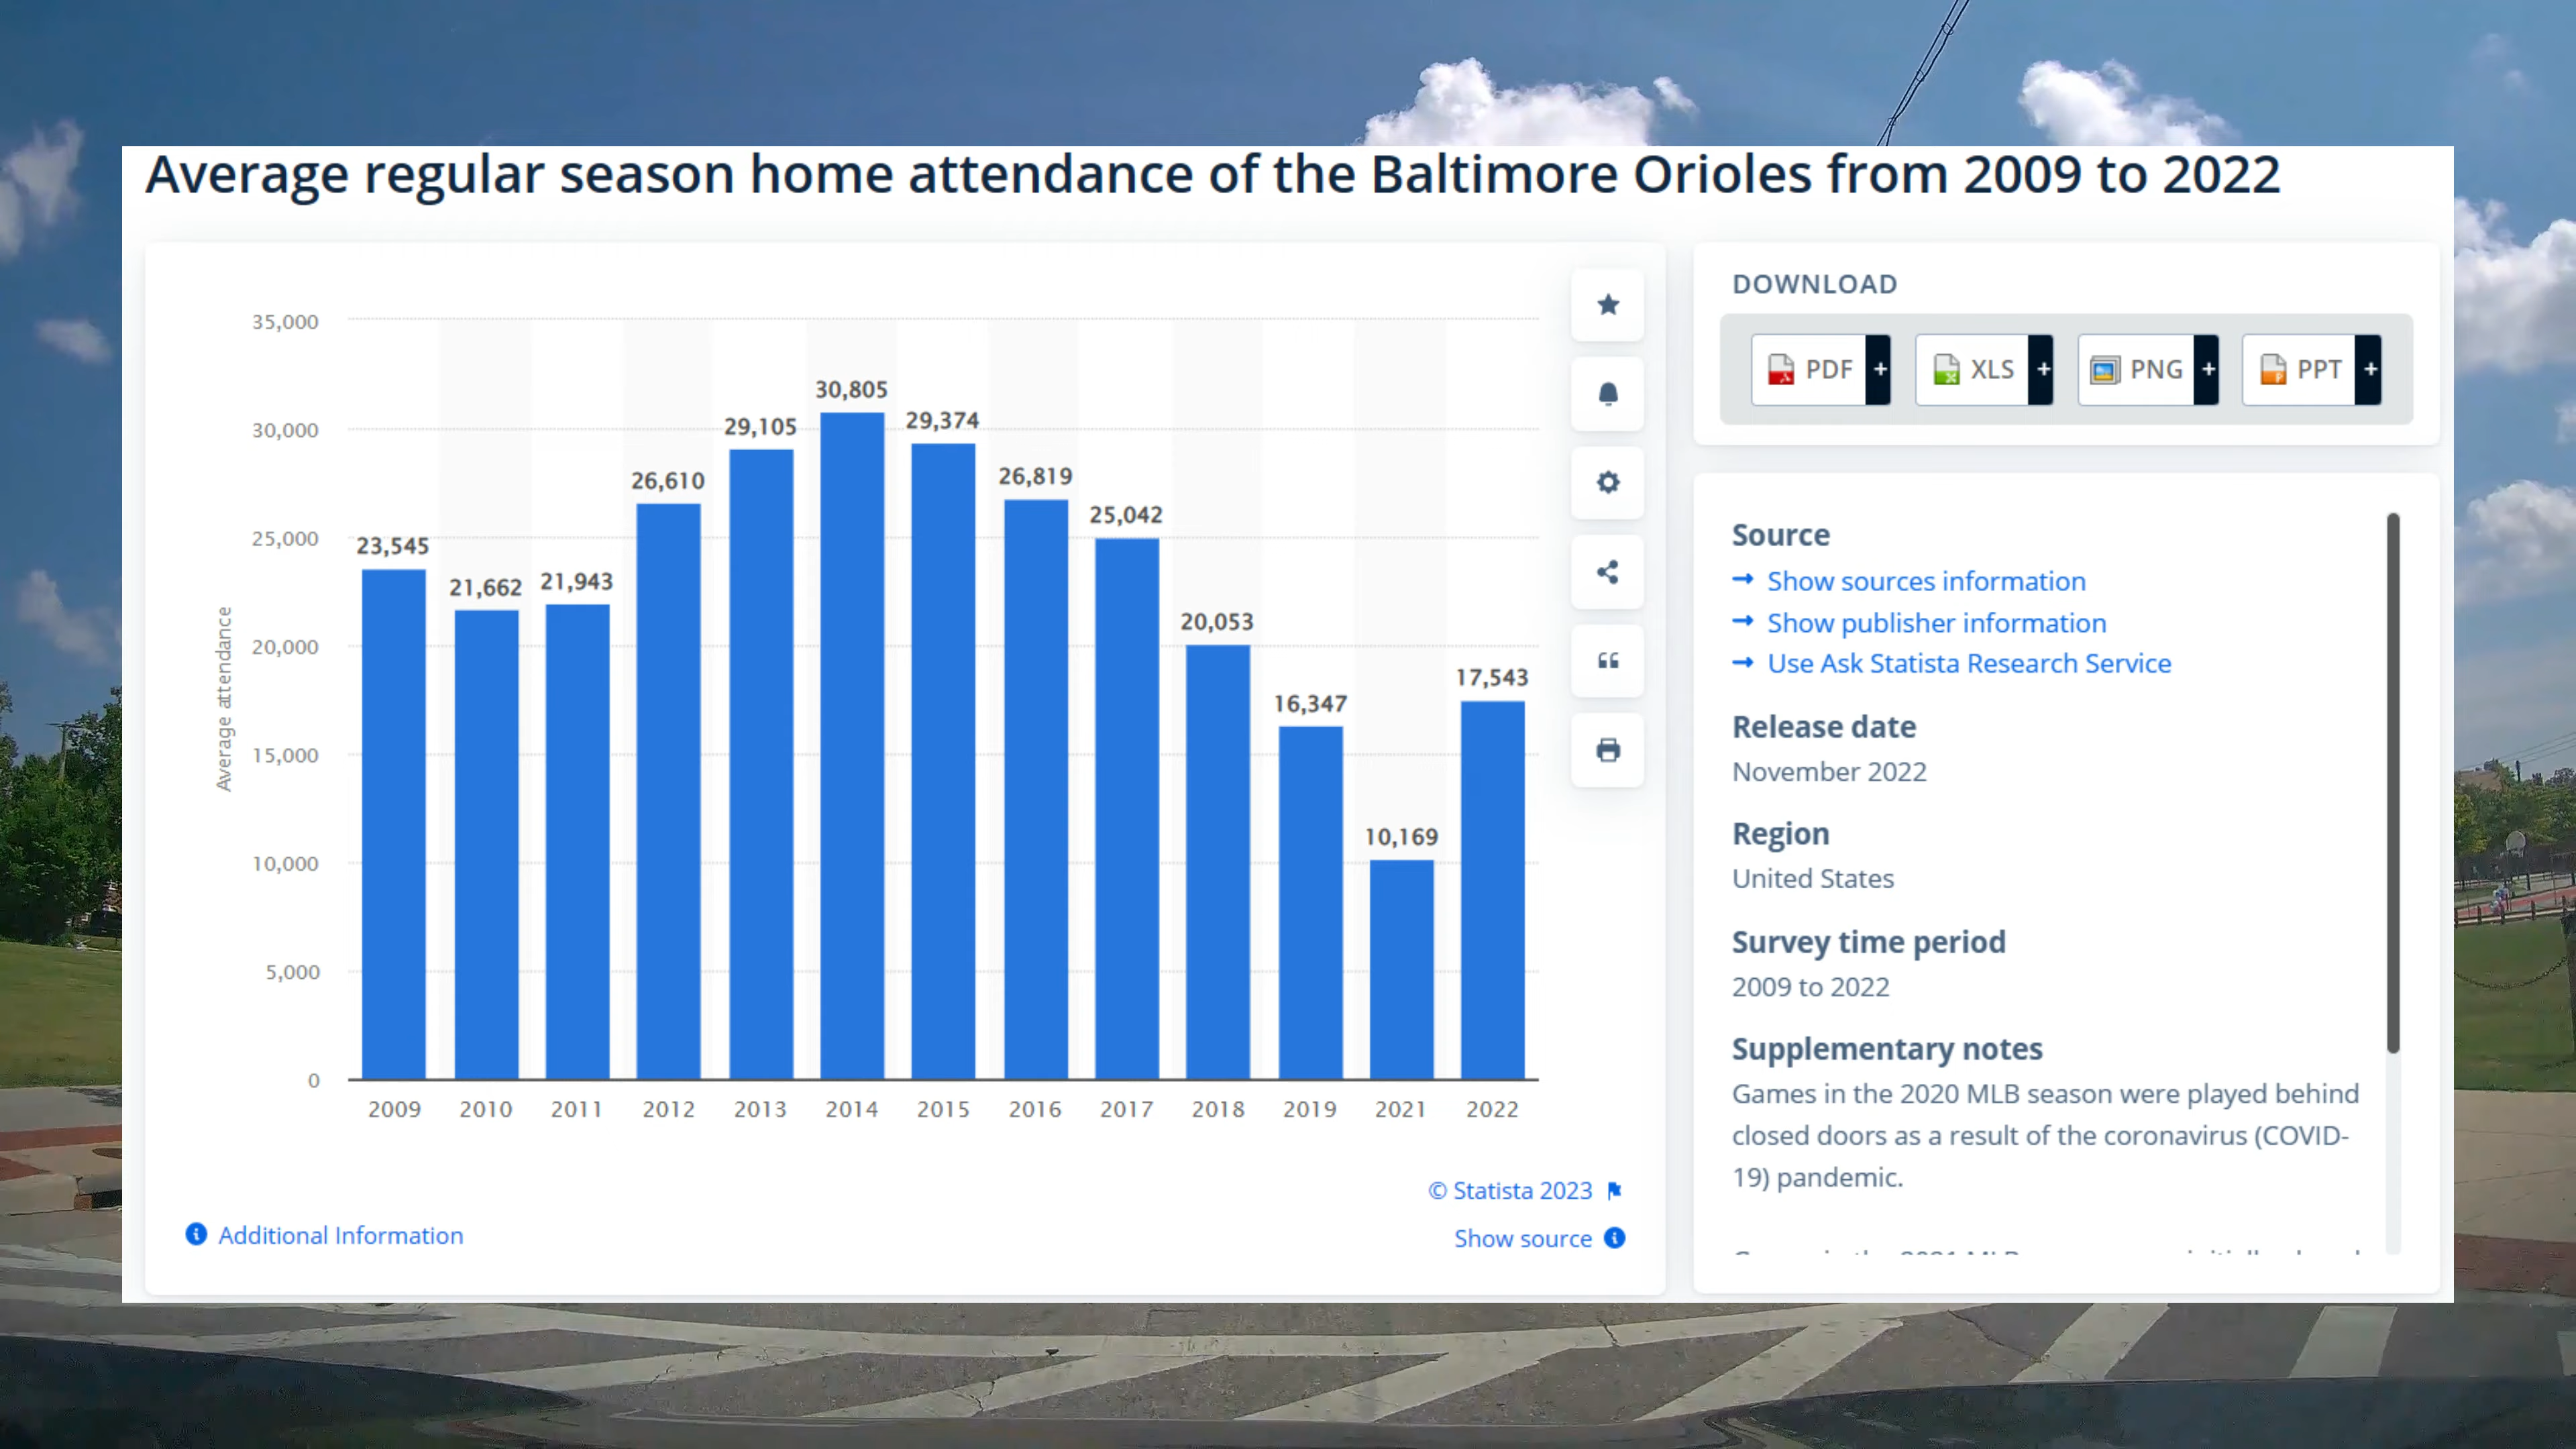 Average regular season home attendance of the Baltimore Orioles from 2009 to 2022
Average attendance
35,000
30,000
25,000
20,000
15,000
10,000
5,000
0
23,545
21,662
21,943
26,610
29,105
30,805
29,374
26,819
25,042
20,053
16,347
10,169
17,543
2009 2010 2011 2012 2013 2014 2015 2016 2017 2018 2019 2021 2022
© Statista 2023
Additional Information
Show source
DOWNLOAD
PDF + XLS + PNG + PPT +
Source
Show sources information
Show publisher information
Use Ask Statista Research Service
Release date
November 2022
Region
United States
Survey time period
2009 to 2022
Supplementary notes
Games in the 2020 MLB season were played behind
closed doors as a result of the coronavirus (COVID-
19) pandemic.